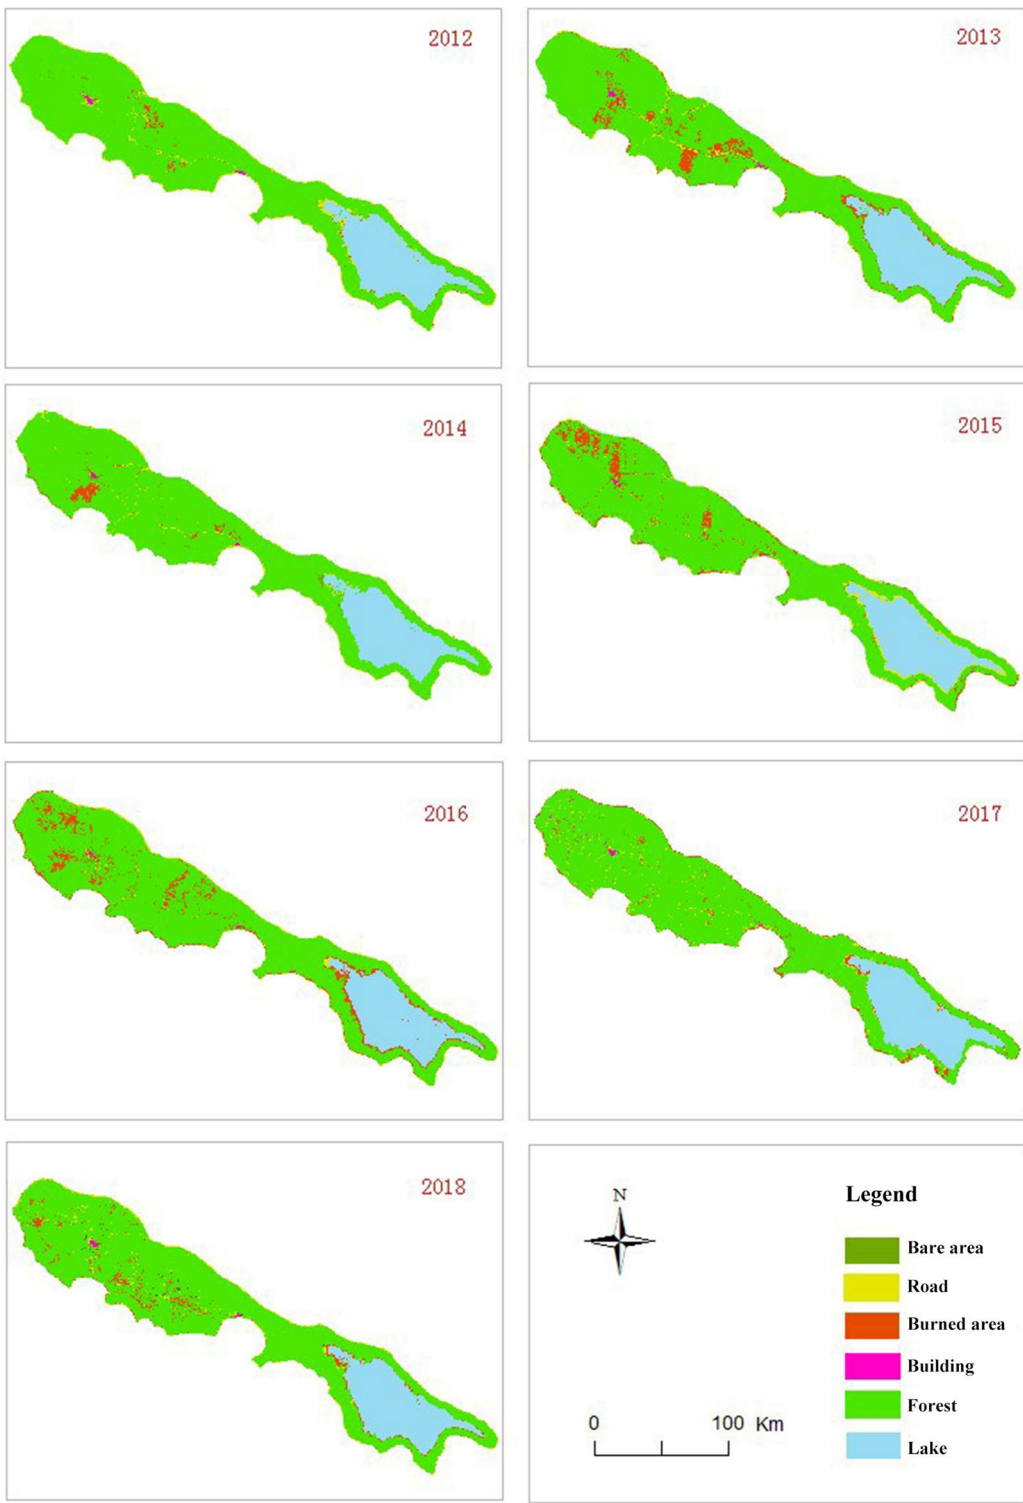 2012
2013
2014
2015
2016
2017
2018
N
0 100 Km
Legend
Bare area
Road
Burned area
Building
Forest
Lake